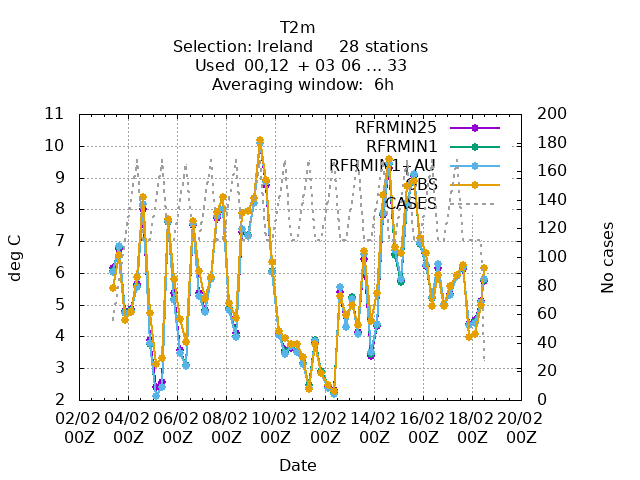 T2m
Selection: Ireland 28 stations
Used 00,12 + 03 06 ... 33
Averaging window: 6h
RFRMIN25
RFRMIN1
RFRMIN1+AU
OBS
CASES
deg C
11
10
9
8
7
6
5
4
3
2
No cases
200
180
160
140
120
100
80
60
40
20
0
02/02 04/02 06/02 08/02 10/02 12/02 14/02 16/02 18/02 20/02
00Z 00Z 00Z 00Z 00Z 00Z 00Z 00Z 00Z 00Z
Date